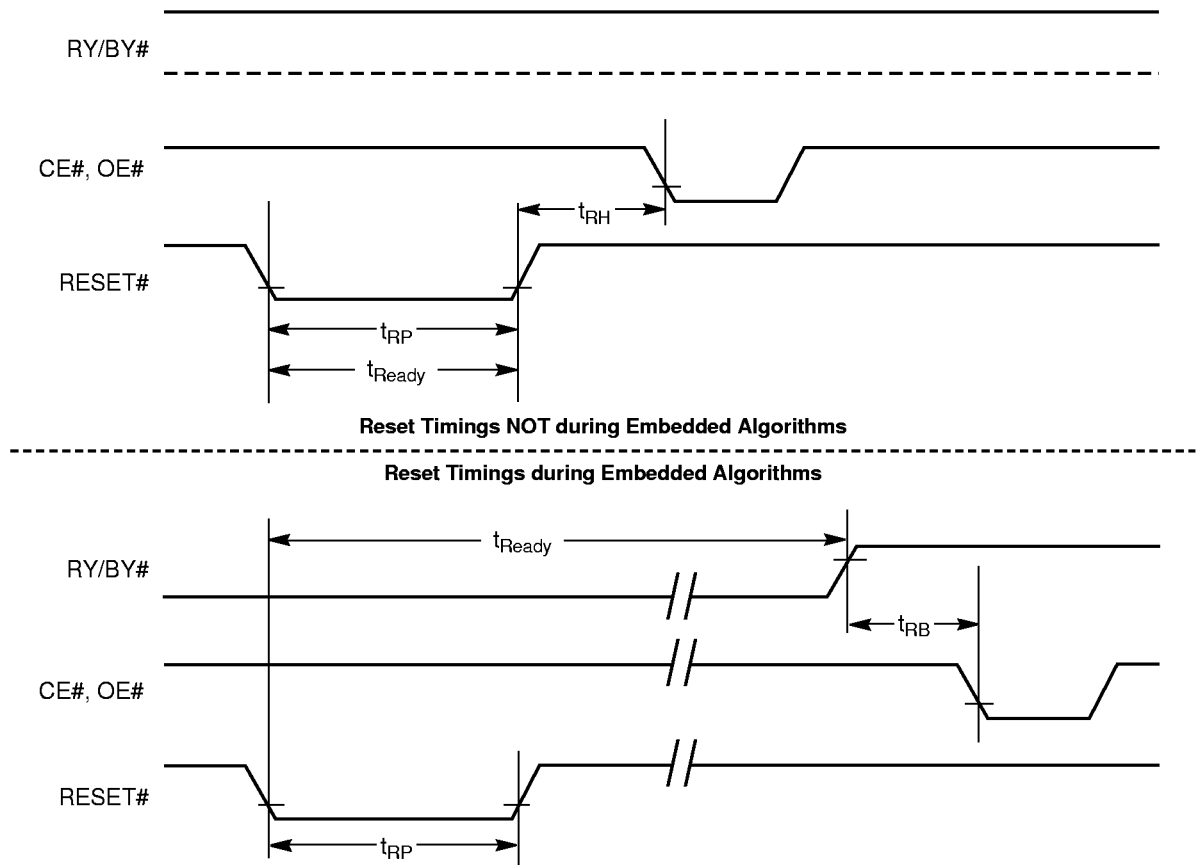 RY/BY#
CE#, OE#
tRH
RESET#
tRP
tReady
Reset Timings NOT during Embedded Algorithms
Reset Timings during Embedded Algorithms
tReady
RY/BY#
tRB
CE#, OE#
RESET#
tRP